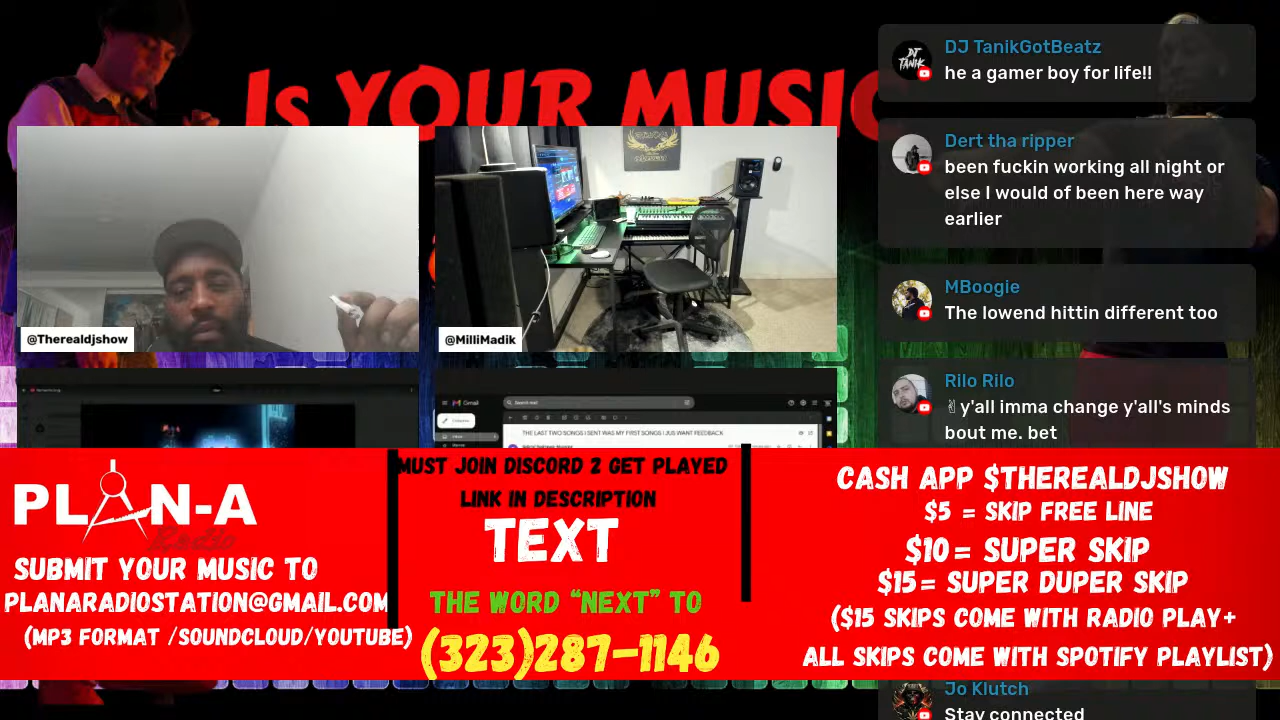 Is YOUR MUSIC
@Therealdjshow
@MilliMadik
Gmail
Search mail
Compose
THE LAST TWO SONGS I SENT WAS MY FIRST SONGS I JUS WANT FEEDBACK
DJ TanikGotBeatz
he a gamer boy for life!!
Dert tha ripper
been fuckin working all night or
else I would of been here way
earlier
MBoogie
The lowend hittin different too
Rilo Rilo
✌ y'all imma change y'all's minds
bout me. bet
PLAN-A
Radio
SUBMIT YOUR MUSIC TO
PLANARADIOSTATION@GMAIL.COM
(MP3 FORMAT /SOUNDCLOUD/YOUTUBE)
MUST JOIN DISCORD 2 GET PLAYED
LINK IN DESCRIPTION
TEXT
THE WORD “NEXT” TO
(323)287-1146
CASH APP $THEREALDJSHOW
$5 = SKIP FREE LINE
$10= SUPER SKIP
$15= SUPER DUPER SKIP
($15 SKIPS COME WITH RADIO PLAY+
ALL SKIPS COME WITH SPOTIFY PLAYLIST)
Jo Klutch
Stay connected